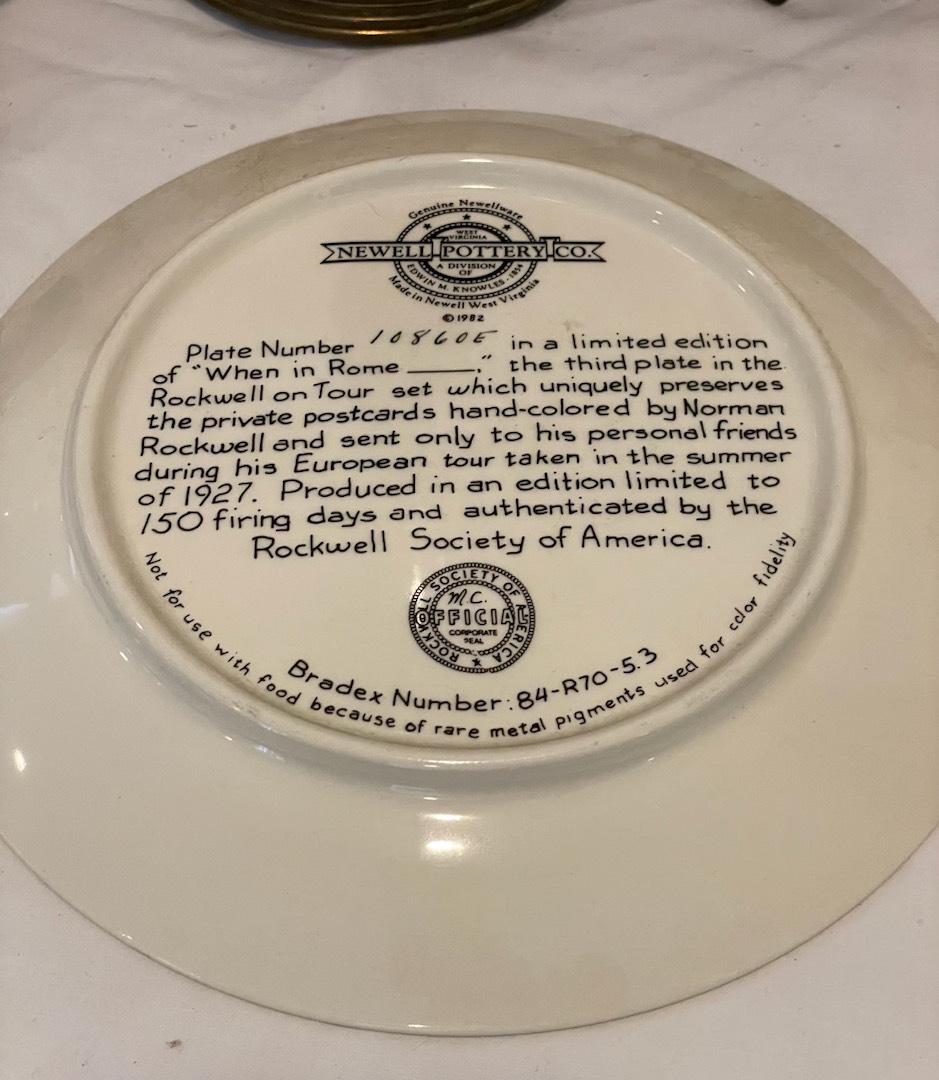 Genuine Newellware
WEST
VIRGINIA
NEWELL POTTERY CO.
A DIVISION
OF
EDWIN M. KNOWLES - 1854
Made in Newell West Virginia
©1982
Plate Number 10860E in a limited edition
of "When in Rome ____," the third plate in the
Rockwell on Tour set which uniquely preserves
the private postcards hand-colored by Norman
Rockwell and sent only to his personal friends
during his European tour taken in the summer
of 1927. Produced in an edition limited to
150 firing days and authenticated by the
Rockwell Society of America.
ROCKWELL SOCIETY OF AMERICA
M.C.
OFFICIAL
CORPORATE
SEAL
Bradex Number: 84-R70-5.3
Not for use with food because of rare metal pigments used for color fidelity